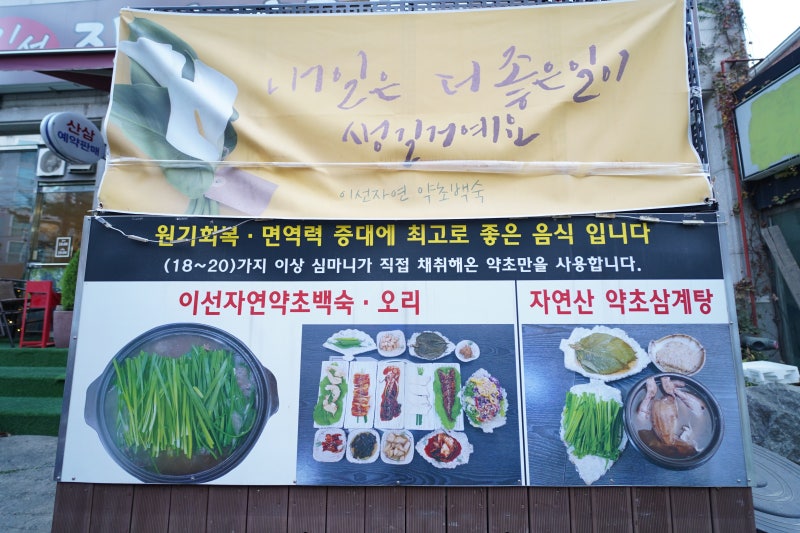 산삼
예약판매
내일은 더 좋은일이
생길거예요
이선자연 약초백숙
원기회복·면역력 증대에 최고로 좋은 음식 입니다
(18~20)가지 이상 심마니가 직접 채취해온 약초만을 사용합니다.
이선자연약초백숙·오리
자연산 약초삼계탕